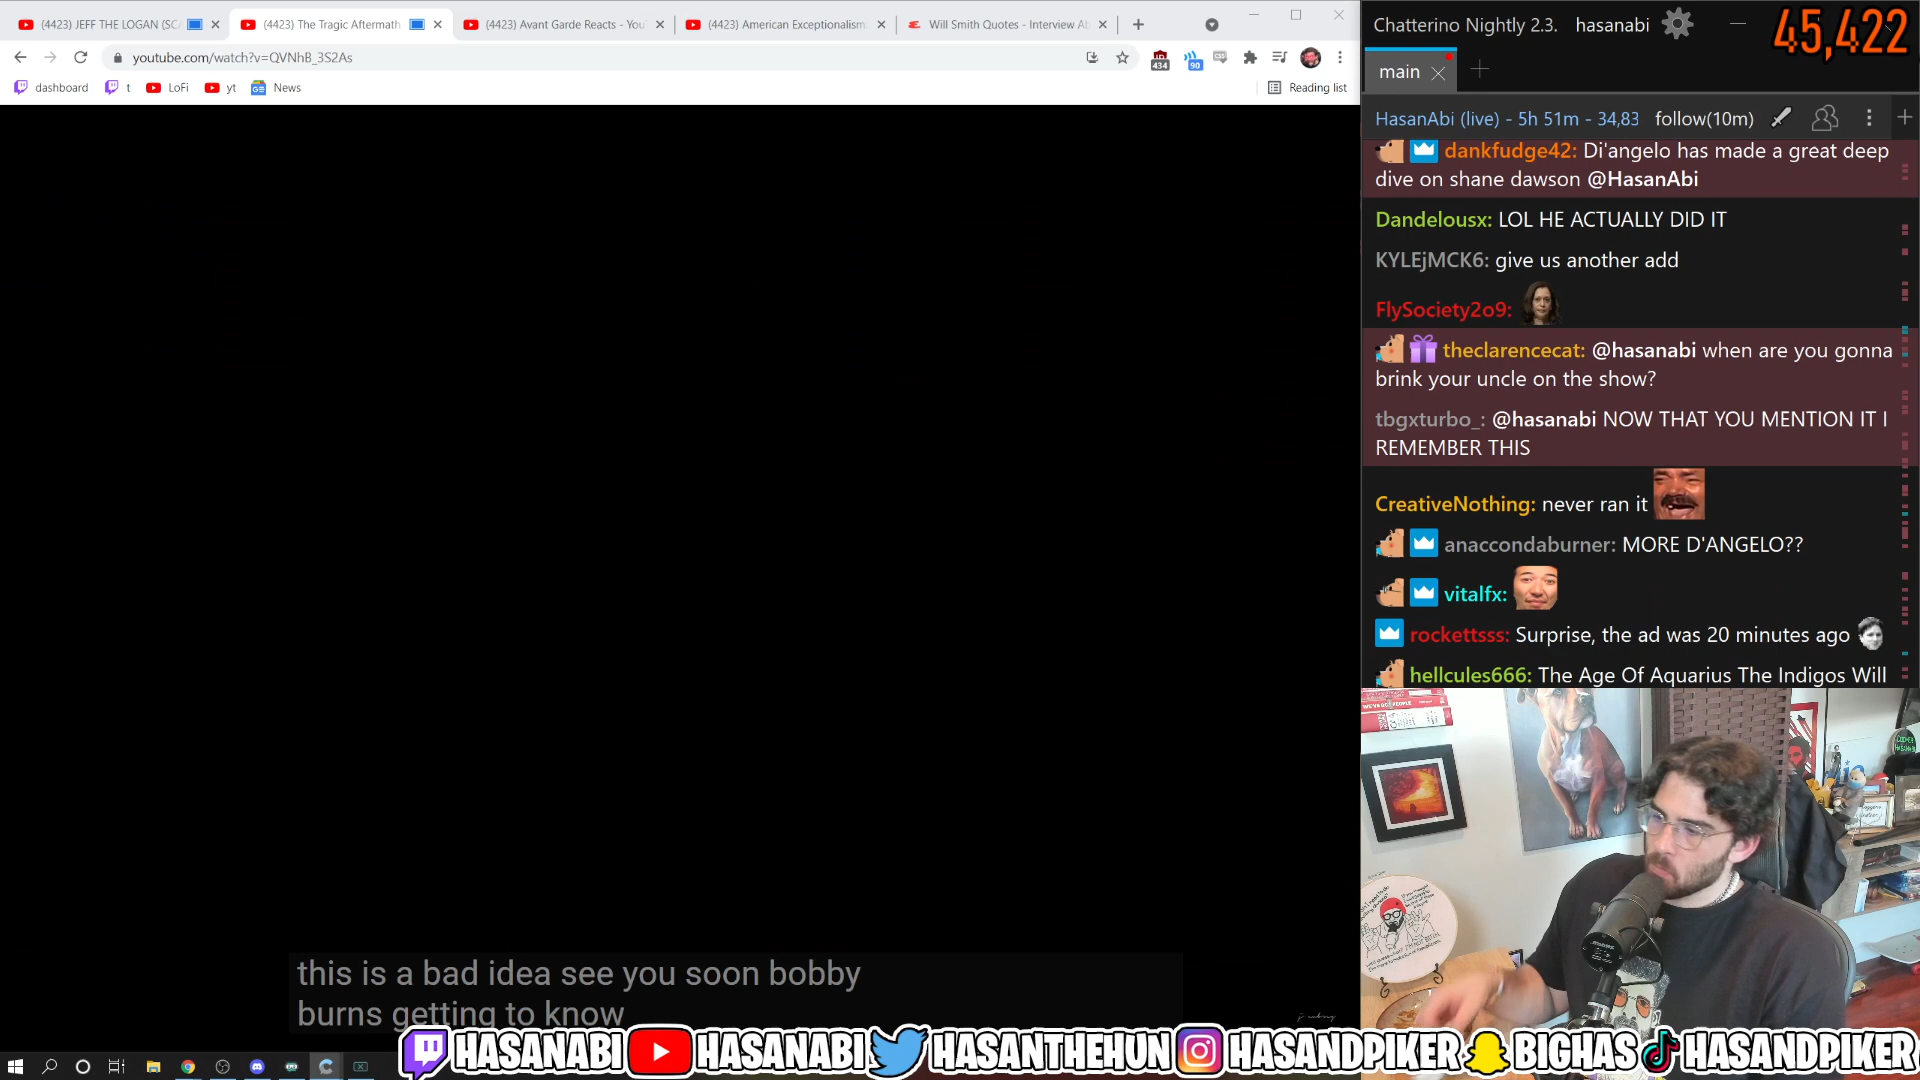 (4423) JEFF THE LOGAN (SCA
(4423) The Tragic Aftermath
(4423) Avant Garde Reacts - You
(4423) American Exceptionalism
Will Smith Quotes - Interview Ab
youtube.com/watch?v=QVNhB_3S2As
434
90
dashboard
t
LoFi
yt
News
Reading list
Chatterino Nightly 2.3.
hasanabi
45,422
main
HasanAbi (live) - 5h 51m - 34,83
follow(10m)
dankfudge42: Di'angelo has made a great deep
dive on shane dawson @HasanAbi
Dandelousx: LOL HE ACTUALLY DID IT
KYLEjMCK6: give us another add
FlySociety2o9:
theclarencecat: @hasanabi when are you gonna
brink your uncle on the show?
tbgxturbo_: @hasanabi NOW THAT YOU MENTION IT I
REMEMBER THIS
CreativeNothing: never ran it
anaccondaburner: MORE D'ANGELO??
vitalfx:
rockettsss: Surprise, the ad was 20 minutes ago
hellcules666: The Age Of Aquarius The Indigos Will
this is a bad idea see you soon bobby
burns getting to know
HASANABI
HASANABI
HASANTHEHUN
HASANDPIKER
BIGHAS
HASANDPIKER